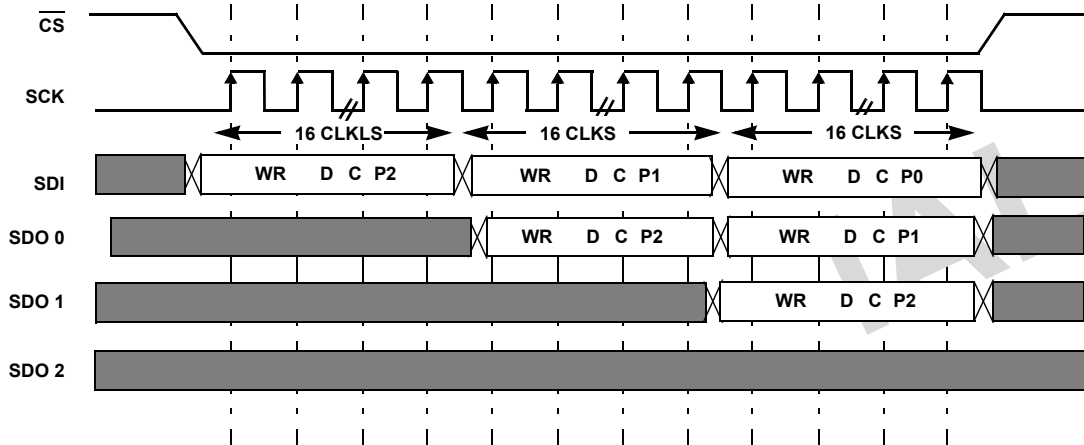 CS
SCK
16 CLKLS 16 CLKS 16 CLKS
SDI WR D C P2 WR D C P1 WR D C P0
SDO 0 WR D C P2 WR D C P1
SDO 1 WR D C P2
SDO 2